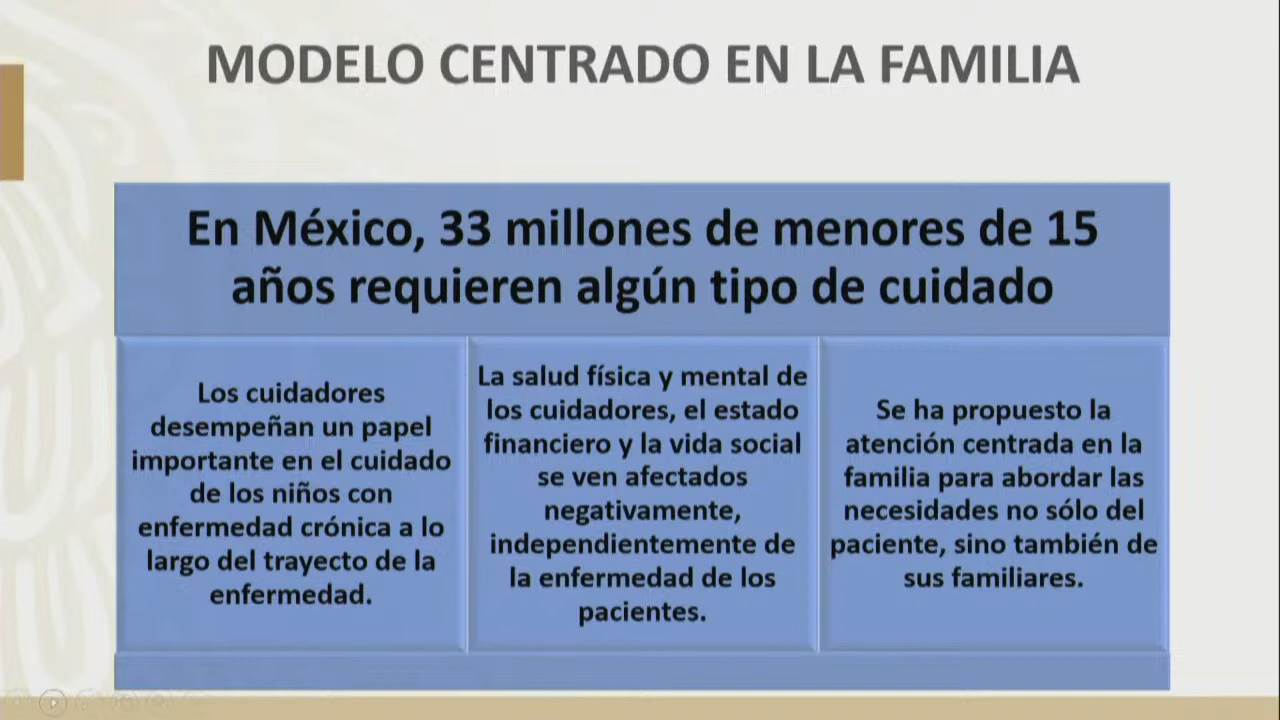 MODELO CENTRADO EN LA FAMILIA
En México, 33 millones de menores de 15
años requieren algún tipo de cuidado
Los cuidadores
desempeñan un papel
importante en el cuidado
de los niños con
enfermedad crónica a lo
largo del trayecto de la
enfermedad.
La salud física y mental de
los cuidadores, el estado
financiero y la vida social
se ven afectados
negativamente,
independientemente de
la enfermedad de los
pacientes.
Se ha propuesto la
atención centrada en la
familia para abordar las
necesidades no sólo del
paciente, sino también de
sus familiares.